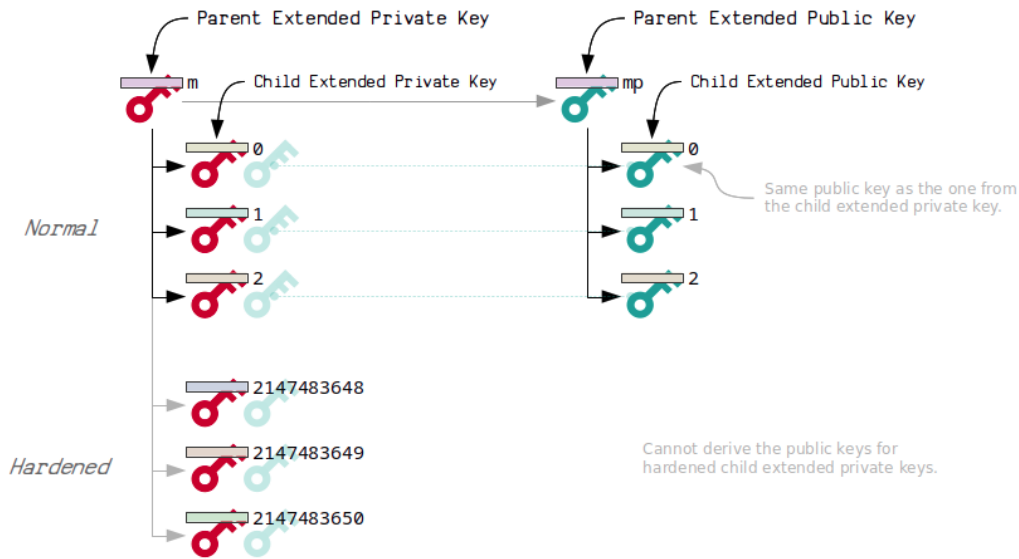 Parent Extended Private Key
Parent Extended Public Key
m
Child Extended Private Key
mp
Child Extended Public Key
0
0
Same public key as the one from
the child extended private key.
Normal
1
1
2
2
2147483648
Hardened
2147483649
Cannot derive the public keys for
hardened child extended private keys.
2147483650